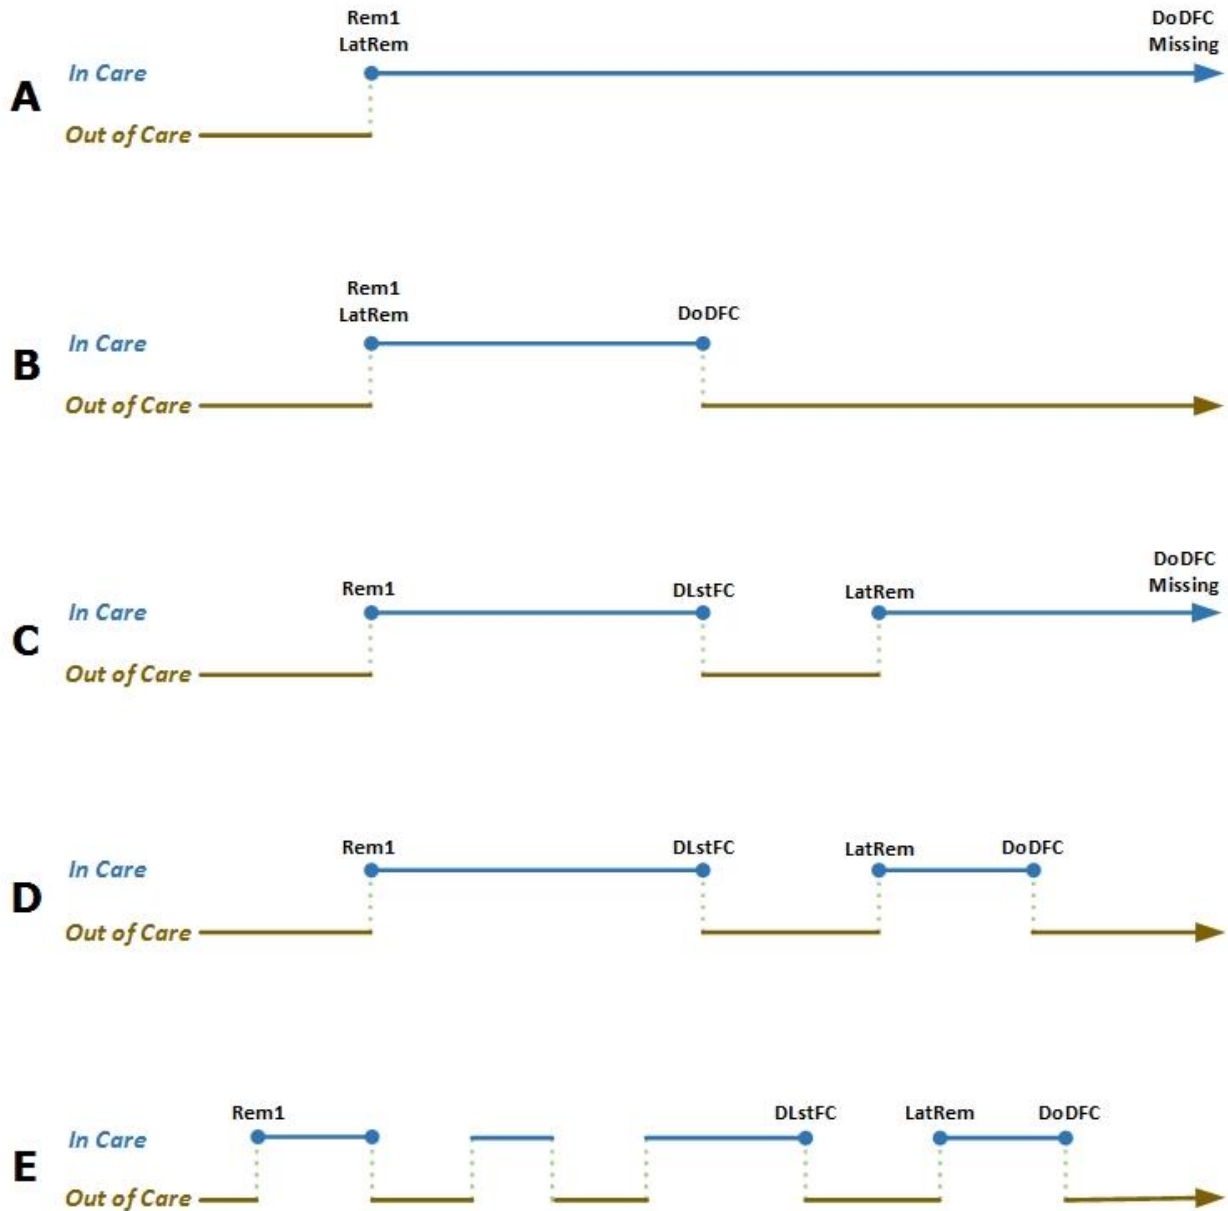 Rem1
LatRem
DoDFC
Missing
In Care
A
Out of Care
Rem1
LatRem
DoDFC
In Care
B
Out of Care
DoDFC
Missing
Rem1
DLstFC
LatRem
In Care
C
Out of Care
Rem1
DLstFC
LatRem
DoDFC
In Care
D
Out of Care
Rem1
DLstFC
LatRem
DoDFC
In Care
E
Out of Care